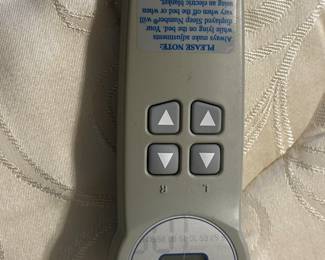 PLEASE NOTE:
Always make adjustments
while lying on the bed. Your
displayed Sleep Number® will
vary when off the bed or when
using an electric blanket.
L
R